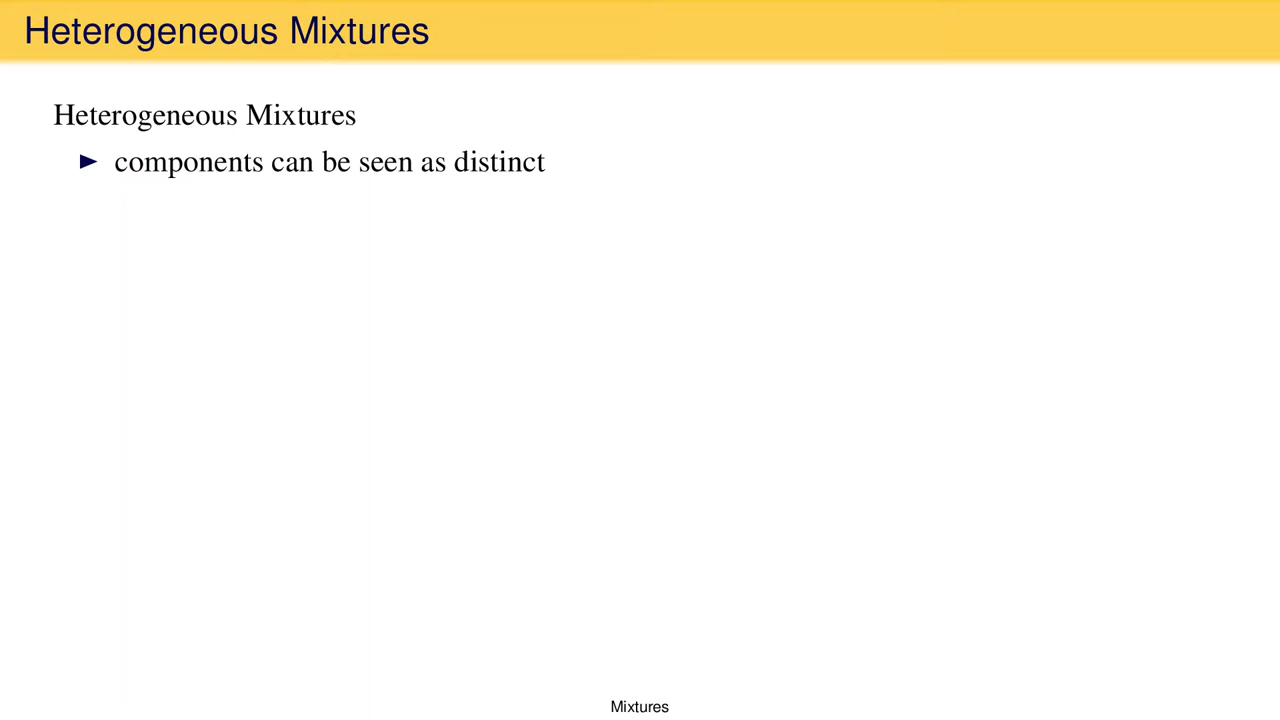 Heterogeneous Mixtures
Heterogeneous Mixtures
components can be seen as distinct
Mixtures